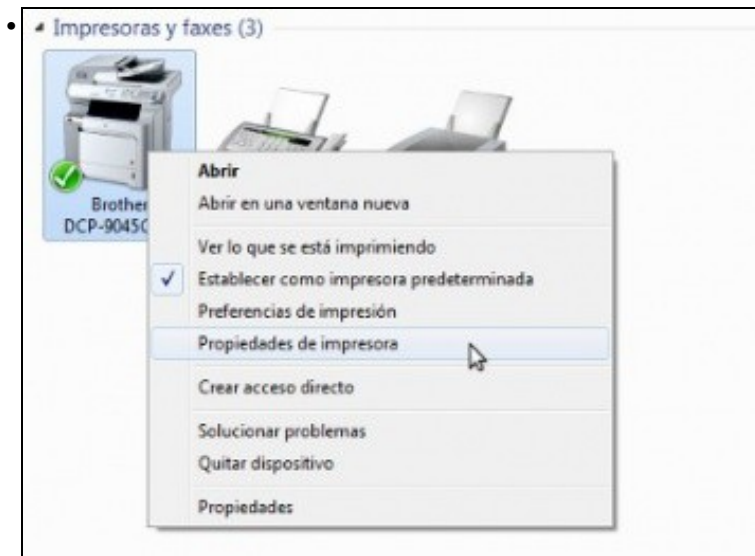 Impresoras y faxes (3)
Brother
DCP-9045C
Abrir
Abrir en una ventana nueva
Ver lo que se está imprimiendo
Establecer como impresora predeterminada
Preferencias de impresión
Propiedades de impresora
Crear acceso directo
Solucionar problemas
Quitar dispositivo
Propiedades